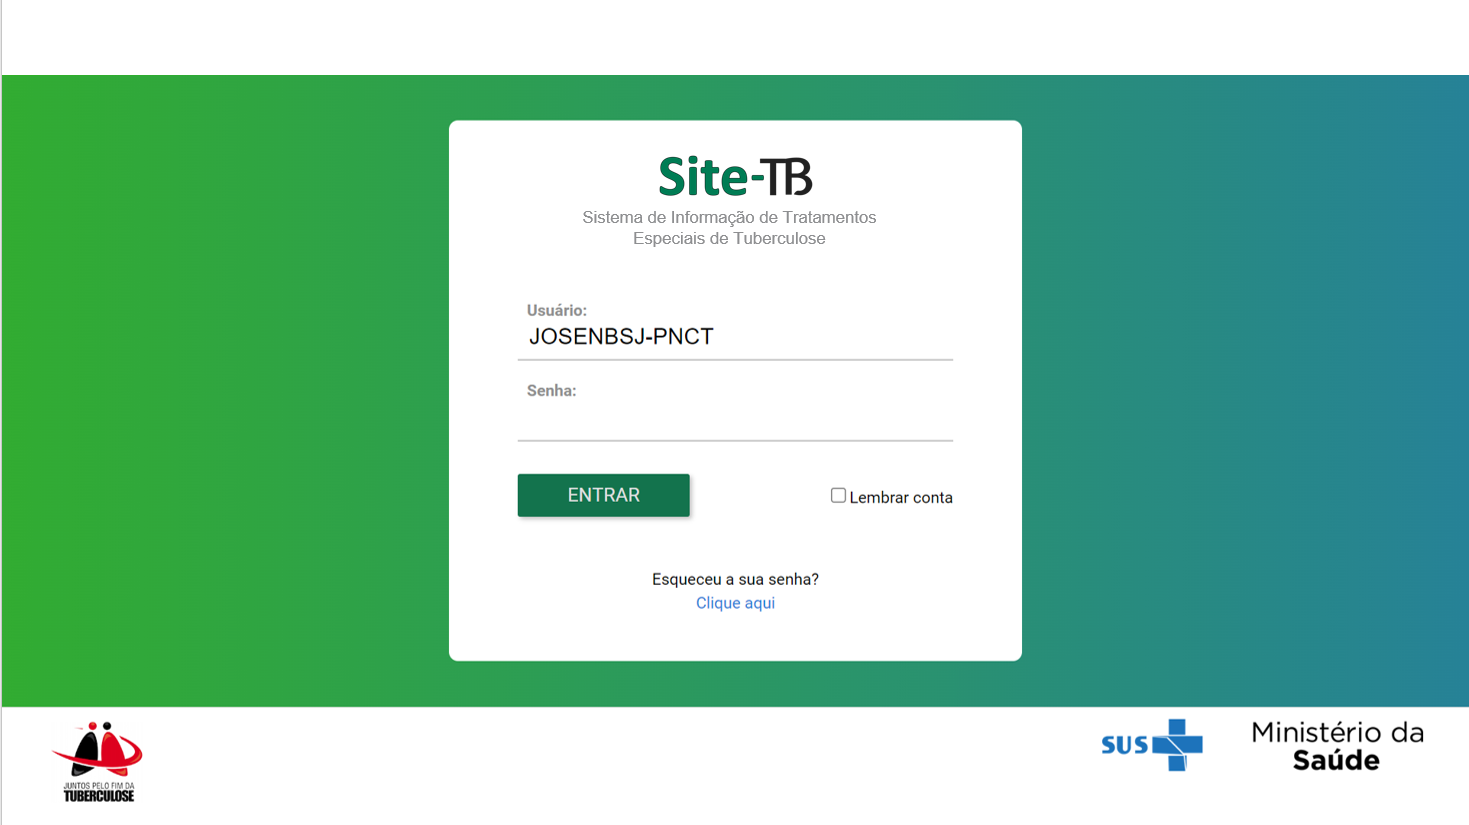 Site-TB
Sistema de Informação de Tratamentos
Especiais de Tuberculose
Usuário:
JOSENBSJ-PNCT
Senha:
ENTRAR
Lembrar conta
Esqueceu a sua senha?
Clique aqui
JUNTOS PELO FIM DA
TUBERCULOSE
SUS
Ministério da
Saúde